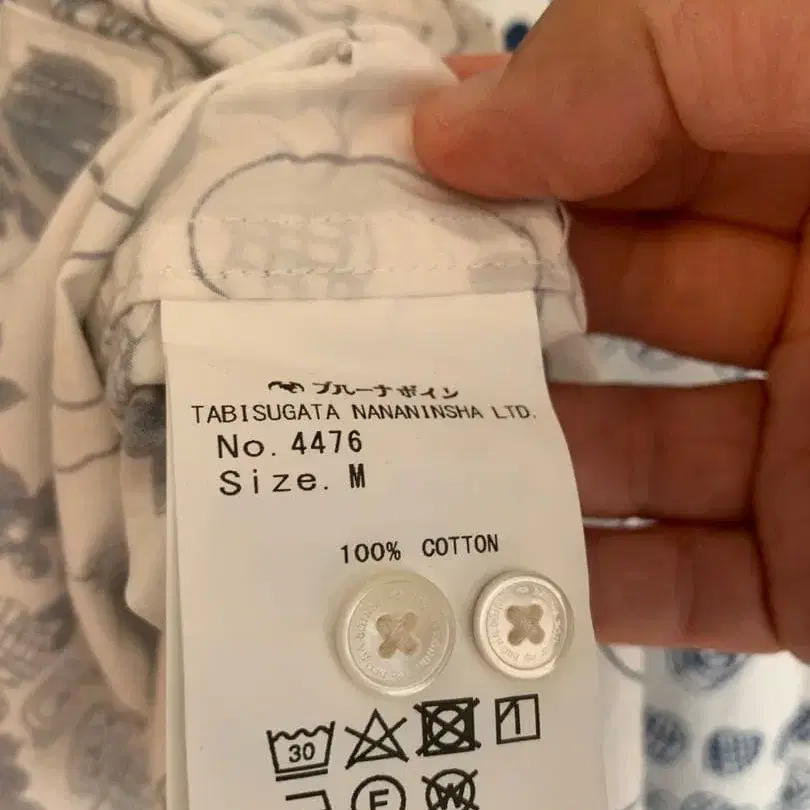 ブルーナボイン
TABISUGATA NANANINSHA LTD.
No. 4476
Size. M
100% COTTON
30
F
W